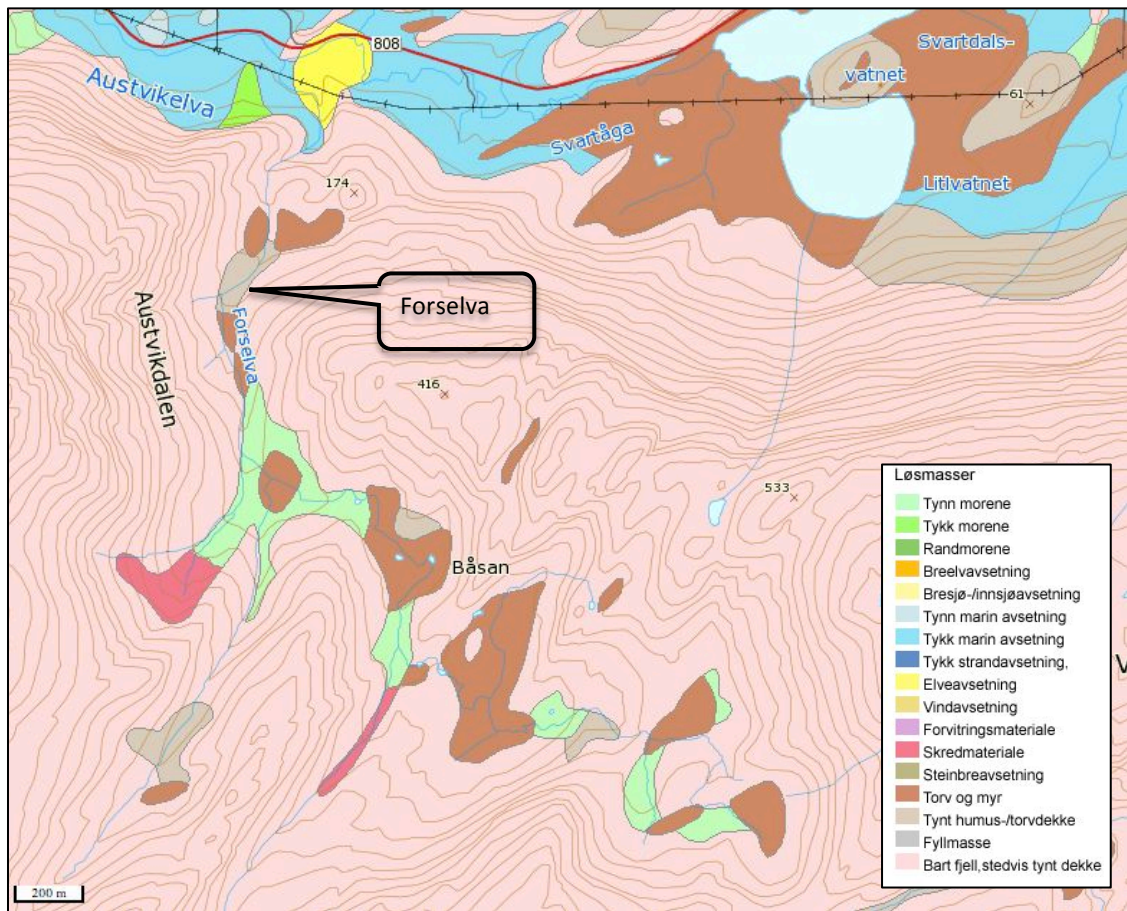 808
Austvikelva
Svartdals-
vatnet
61
Svartåga
Litlvatnet
174
Forselva
Austvikdalen
Forselva
416
533
Båsan
V
Løsmasser
Tynn morene
Tykk morene
Randmorene
Breelvavsetning
Bresjø-/innsjøavsetning
Tynn marin avsetning
Tykk marin avsetning
Tykk strandavsetning,
Elveavsetning
Vindavsetning
Forvitringsmateriale
Skredmateriale
Steinbreavsetning
Torv og myr
Tynt humus-/torvdekke
Fyllmasse
Bart fjell,stedvis tynt dekke
200 m